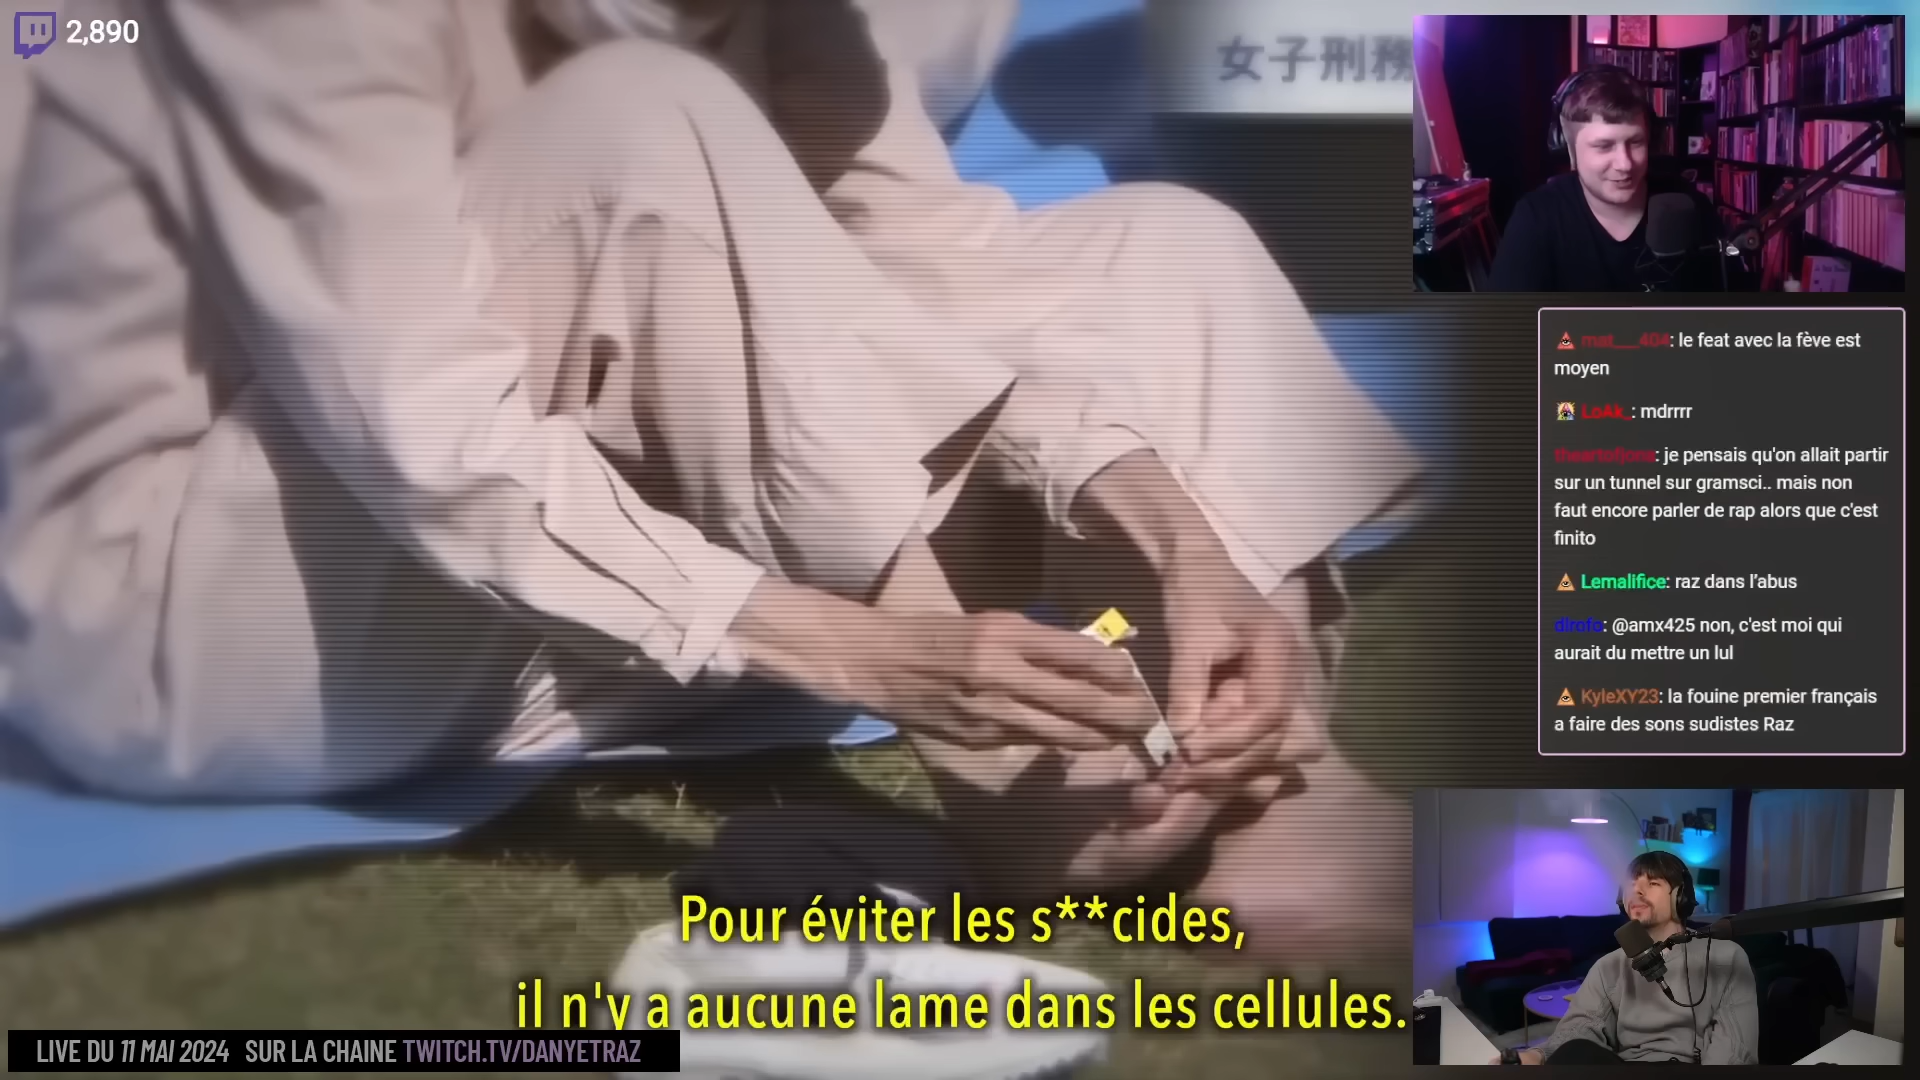 2,890
女子刑務
mat__404: le feat avec la fève est
moyen
LoAk_: mdrrrr
theartofjona: je pensais qu'on allait partir
sur un tunnel sur gramsci.. mais non
faut encore parler de rap alors que c'est
finito
Lemalifice: raz dans l'abus
dlrofo: @amx425 non, c'est moi qui
aurait du mettre un lul
KyleXY23: la fouine premier français
a faire des sons sudistes Raz
Pour éviter les s**cides,
il n'y a aucune lame dans les cellules.
LIVE DU 11 MAI 2024 SUR LA CHAINE TWITCH.TV/DANYETRAZ